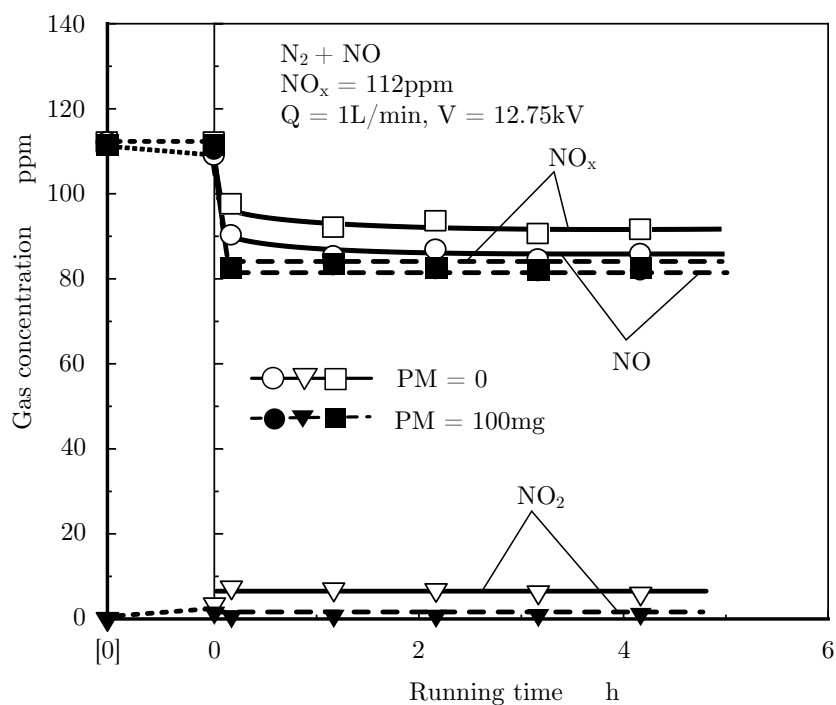 140
120
100
80
60
40
20
0
Gas concentration ppm
N₂ + NO
NOₓ = 112ppm
Q = 1L/min, V = 12.75kV
NOₓ
NO
PM = 0
PM = 100mg
NO₂
[0] 0 2 4 6
Running time h